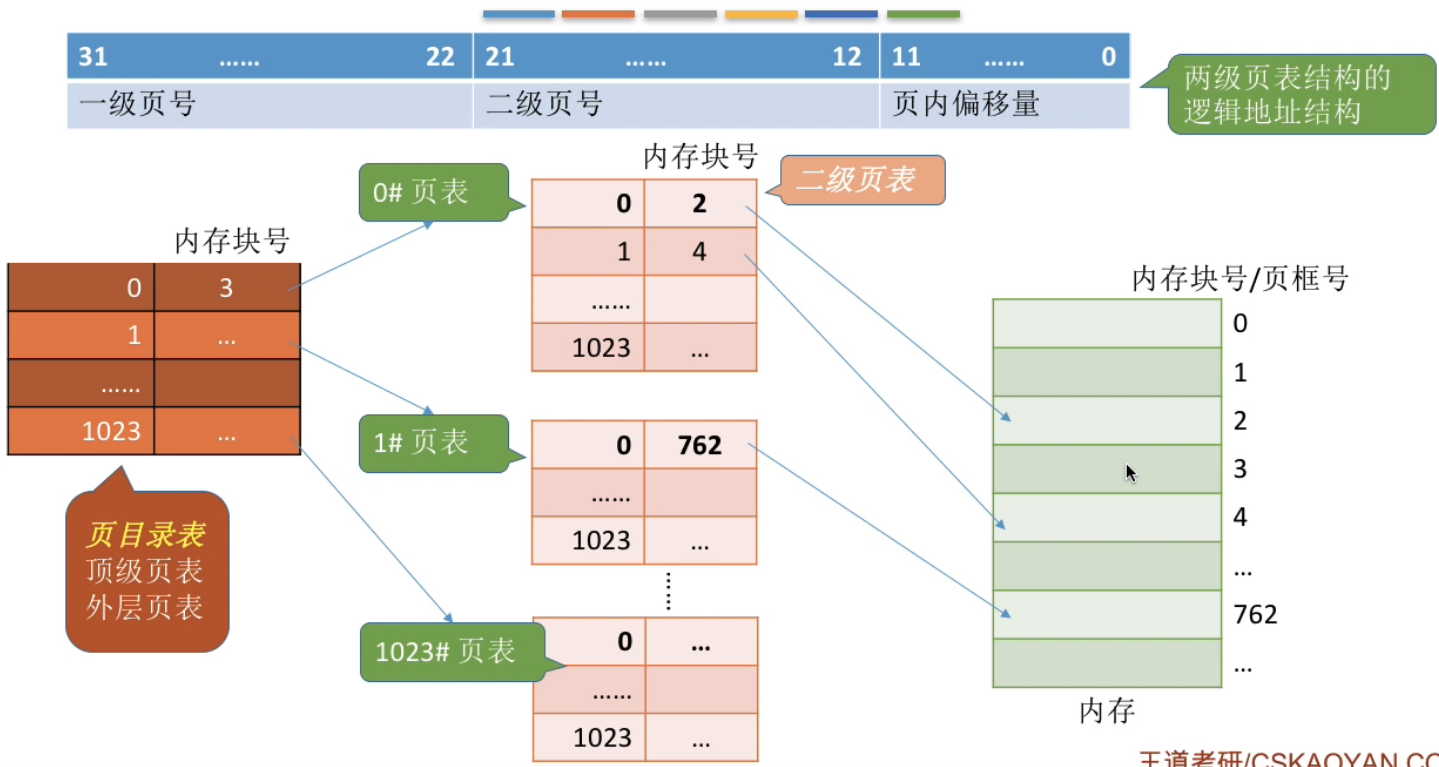 31 …… 22 21 …… 12 11 …… 0
一级页号 二级页号 页内偏移量
两级页表结构的
逻辑地址结构
内存块号
0 3
1 …
……
1023 …
页目录表
顶级页表
外层页表
0# 页表
内存块号
二级页表
0 2
1 4
……
1023 …
1# 页表
0 762
……
1023 …
……
1023# 页表
0 …
……
1023 …
内存块号/页框号
0
1
2
3
4
…
762
…
内存
王道考研/CSKAOYAN.CO